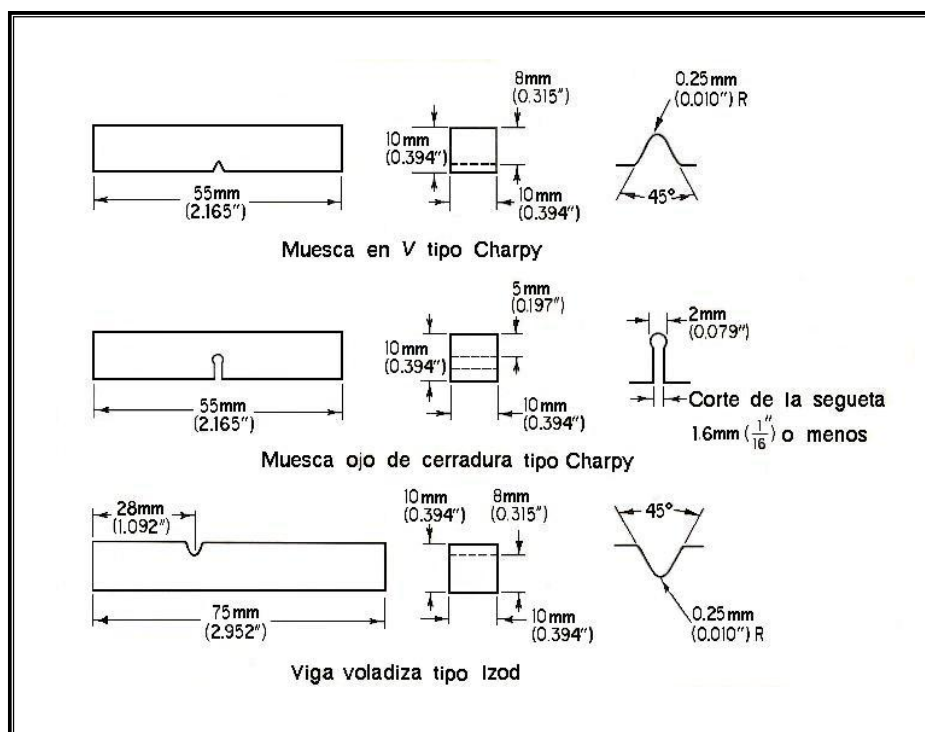 8mm
(0.315")
0.25mm
(0.010") R
10mm
(0.394")
55mm
(2.165")
10mm
(0.394")
45°
Muesca en V tipo Charpy
5mm
(0.197")
2mm
(0.079")
10mm
(0.394")
55mm
(2.165")
10mm
(0.394")
Corte de la segueta
1.6mm (1/16") o menos
Muesca ojo de cerradura tipo Charpy
28mm
(1.092")
10mm
(0.394")
8mm
(0.315")
45°
75mm
(2.952")
10mm
(0.394")
0.25mm
(0.010") R
Viga voladiza tipo Izod